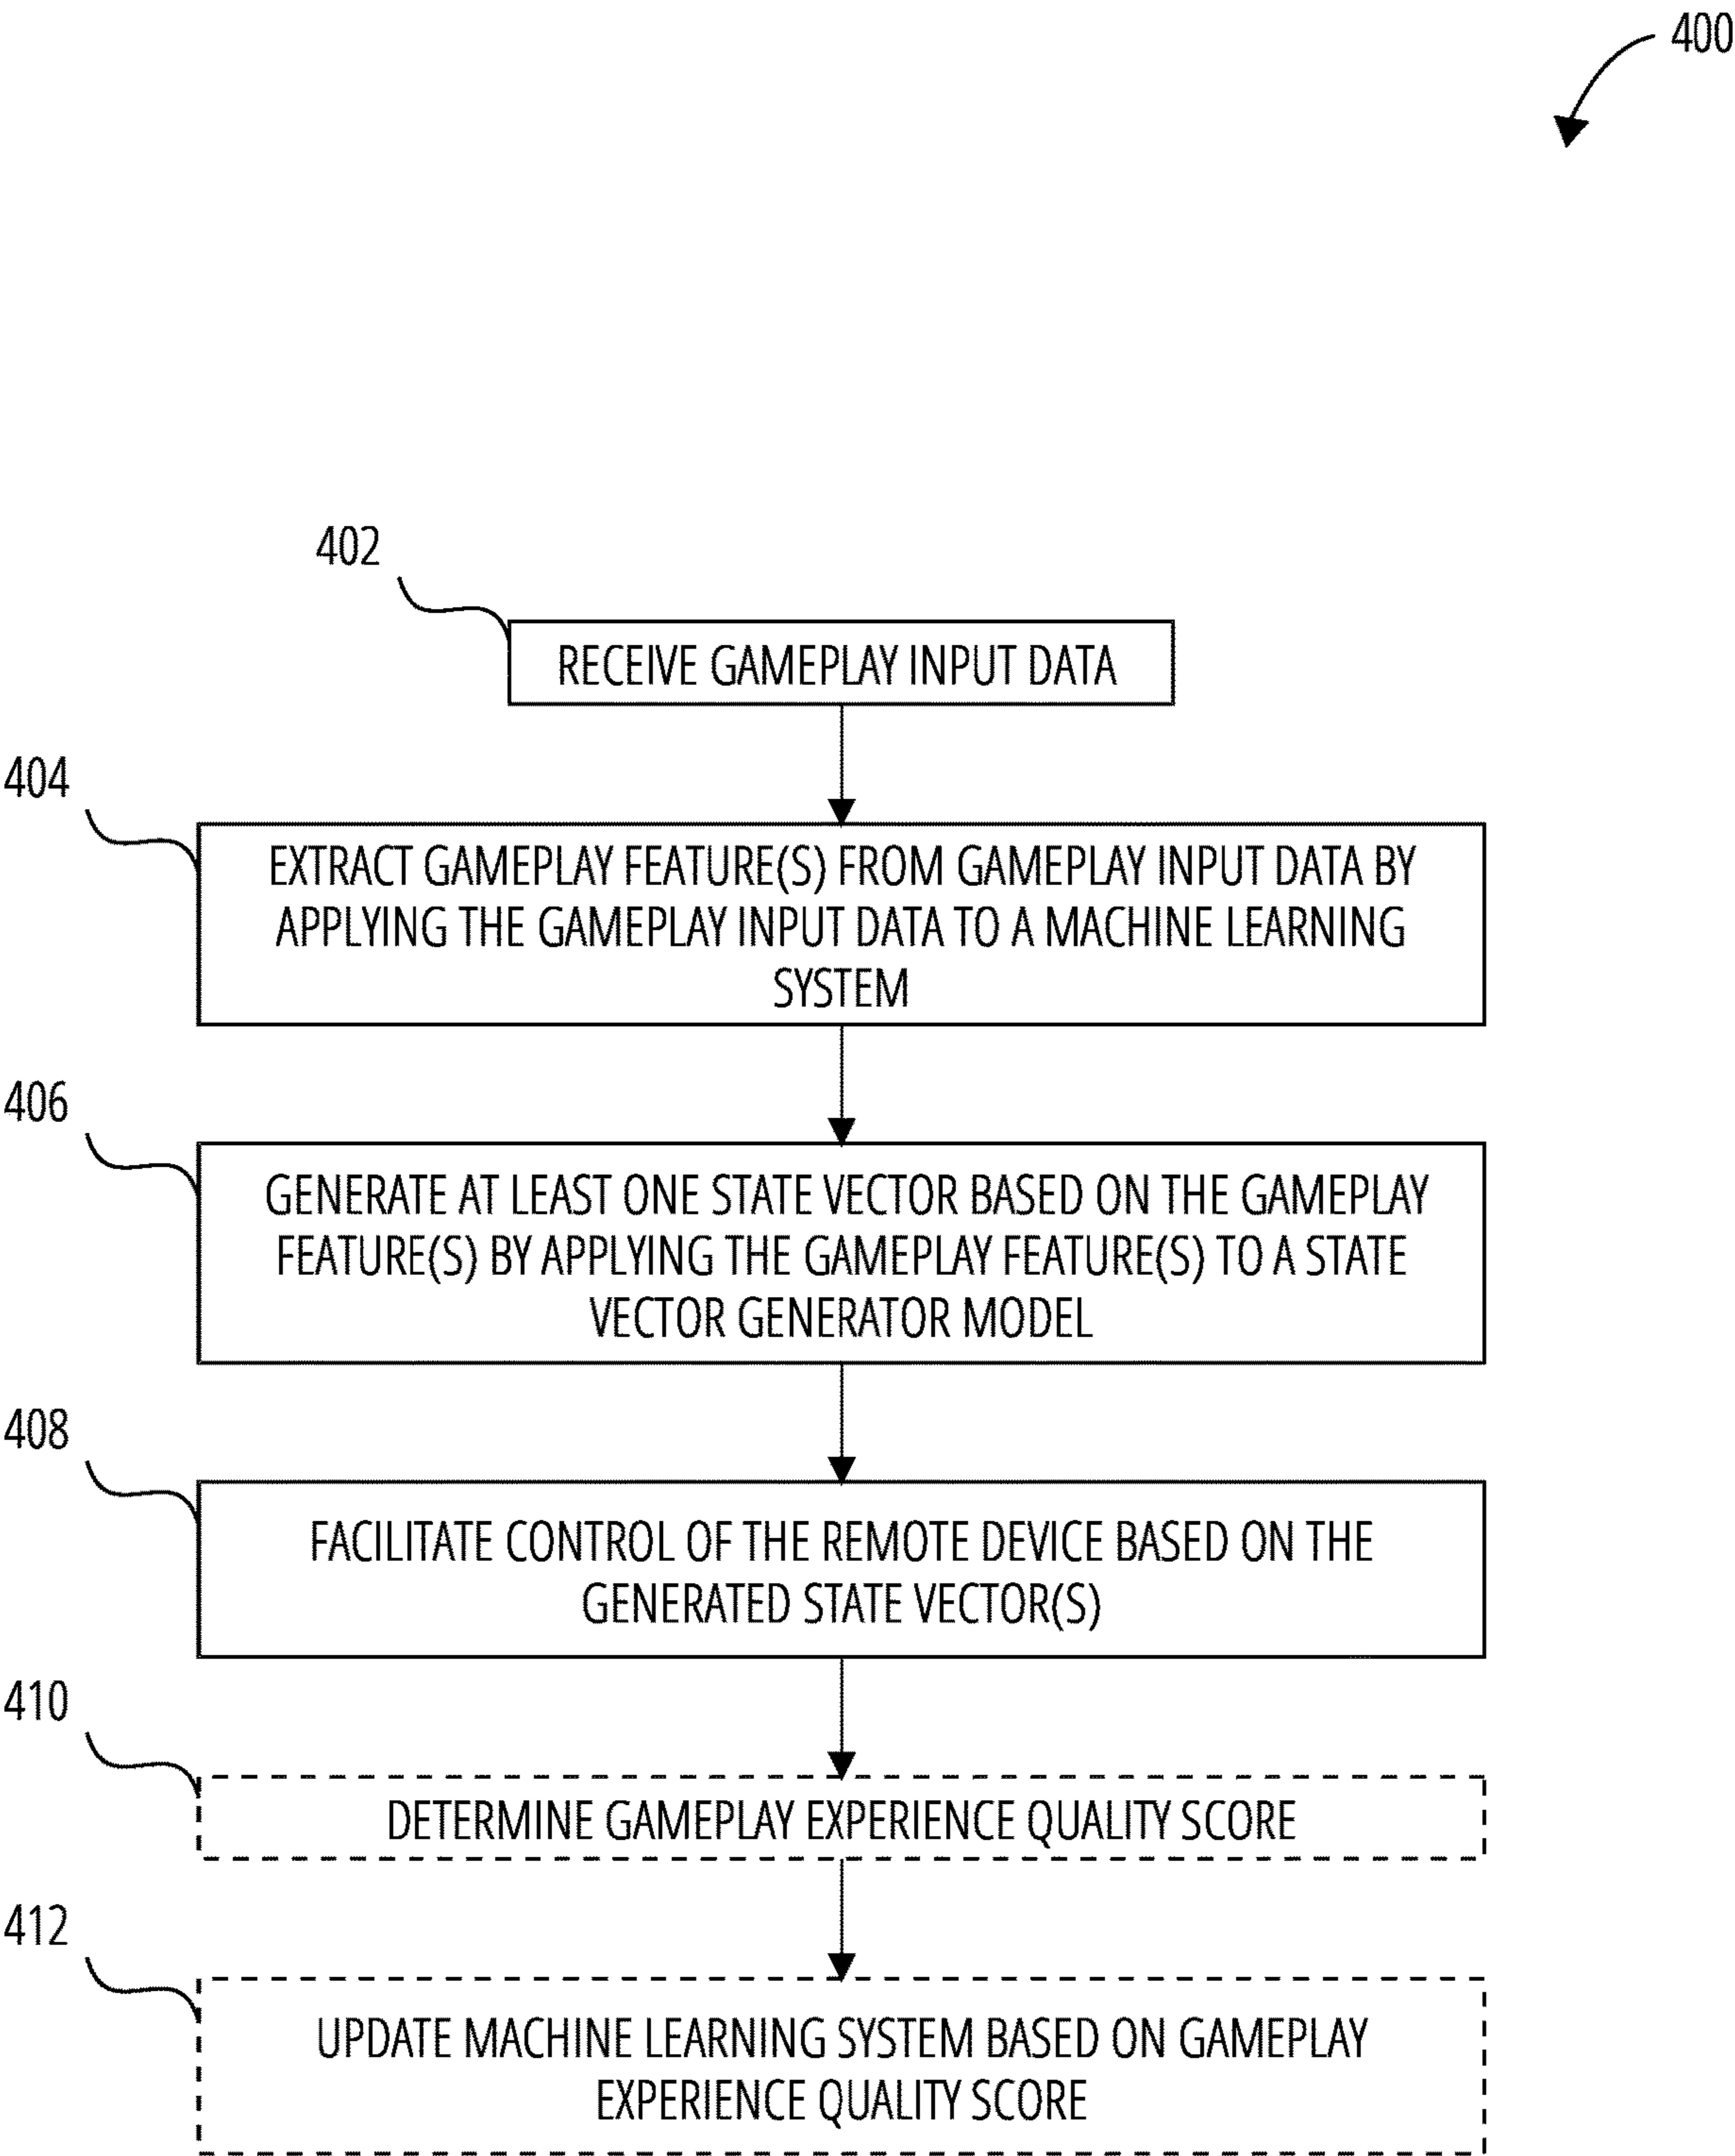 400
402
RECEIVE GAMEPLAY INPUT DATA
404
EXTRACT GAMEPLAY FEATURE(S) FROM GAMEPLAY INPUT DATA BY
APPLYING THE GAMEPLAY INPUT DATA TO A MACHINE LEARNING
SYSTEM
406
GENERATE AT LEAST ONE STATE VECTOR BASED ON THE GAMEPLAY
FEATURE(S) BY APPLYING THE GAMEPLAY FEATURE(S) TO A STATE
VECTOR GENERATOR MODEL
408
FACILITATE CONTROL OF THE REMOTE DEVICE BASED ON THE
GENERATED STATE VECTOR(S)
410
DETERMINE GAMEPLAY EXPERIENCE QUALITY SCORE
412
UPDATE MACHINE LEARNING SYSTEM BASED ON GAMEPLAY
EXPERIENCE QUALITY SCORE